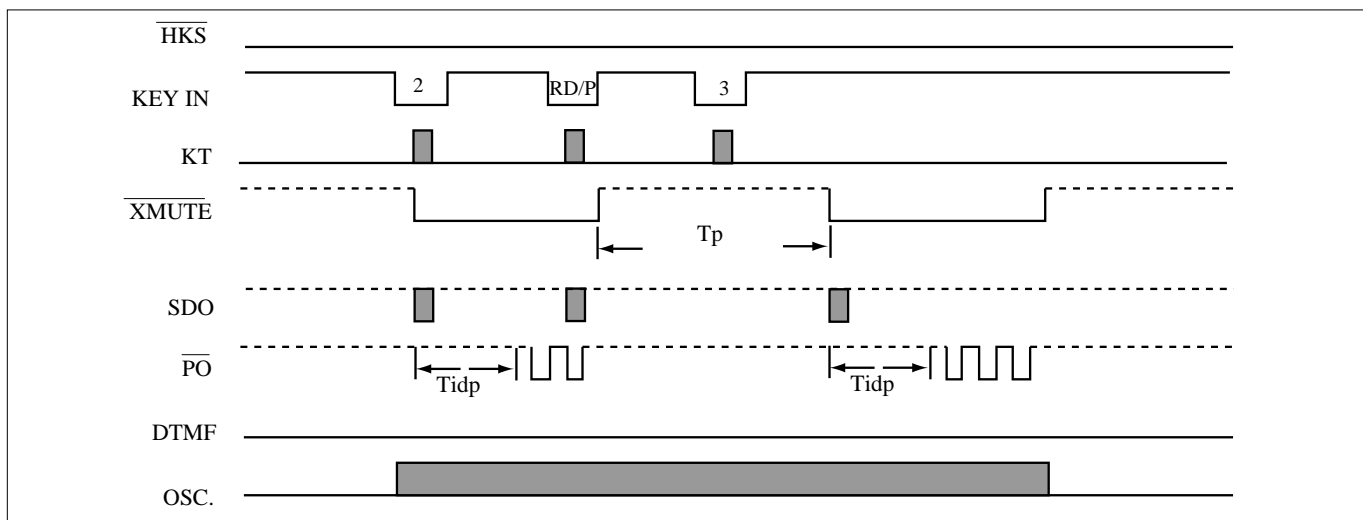 HKS
KEY IN
2
RD/P
3
KT
XMUTE
Tp
SDO
PO
Tidp
Tidp
DTMF
OSC.